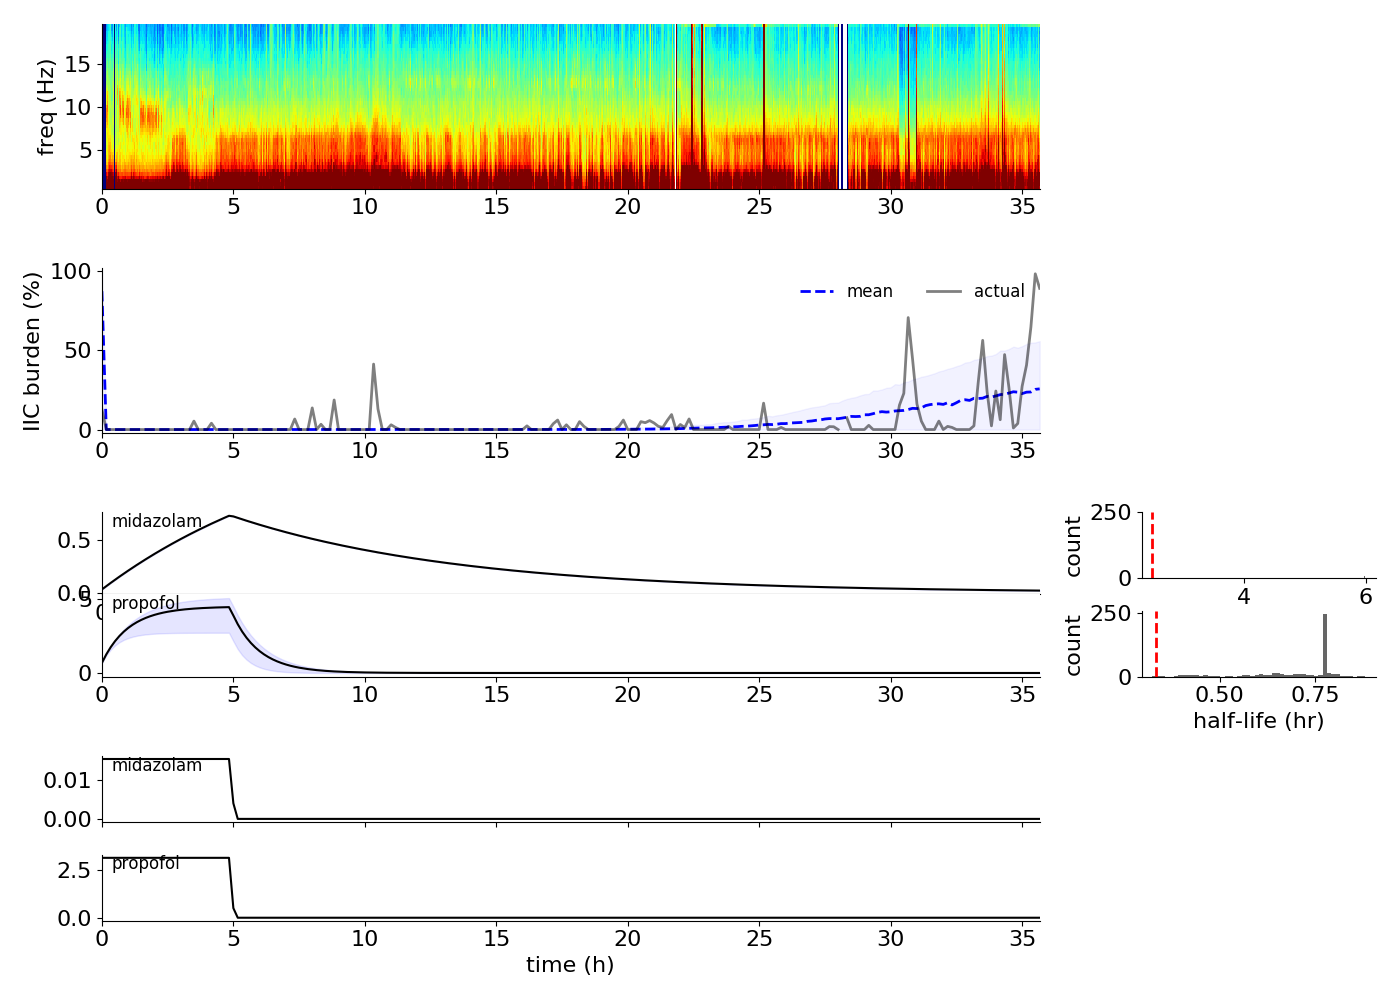 freq (Hz)
15
10
5
0 5 10 15 20 25 30 35
IIC burden (%)
100
50
0
mean actual
0 5 10 15 20 25 30 35
midazolam
0.5
0.0
0
propofol
5
0
0 5 10 15 20 25 30 35
count
250
0
4 6
count
250
0
0.50 0.75
half-life (hr)
midazolam
0.01
0.00
propofol
2.5
0.0
0 5 10 15 20 25 30 35
time (h)